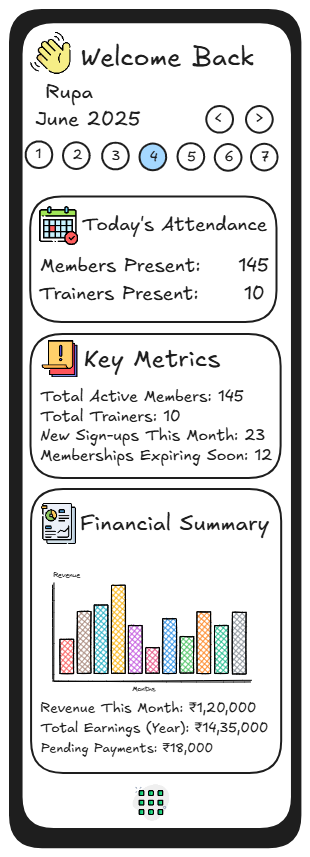 Welcome Back
Rupa
June 2025 < >
1 2 3 4 5 6 7
Today's Attendance
Members Present: 145
Trainers Present: 10
Key Metrics
Total Active Members: 145
Total Trainers: 10
New Sign-ups This Month: 23
Memberships Expiring Soon: 12
Financial Summary
Revenue
Months
Revenue This Month: ₹1,20,000
Total Earnings (Year): ₹14,35,000
Pending Payments: ₹18,000